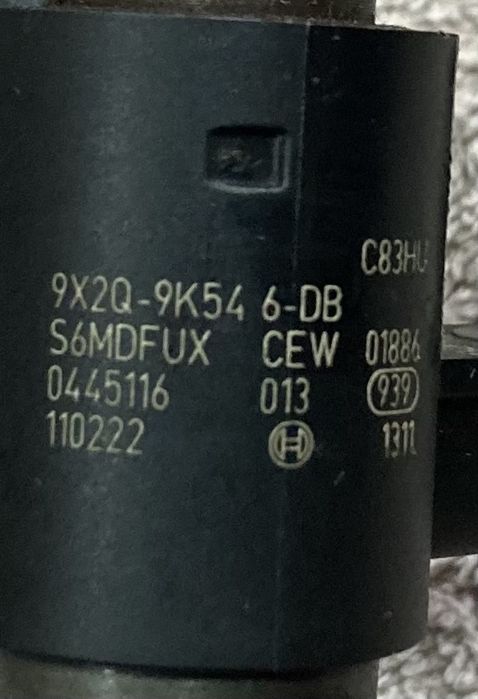 C83HU
9X2Q-9K54 6-DB
S6MDFUX CEW 01886
0445116 013 939
110222 H 1311